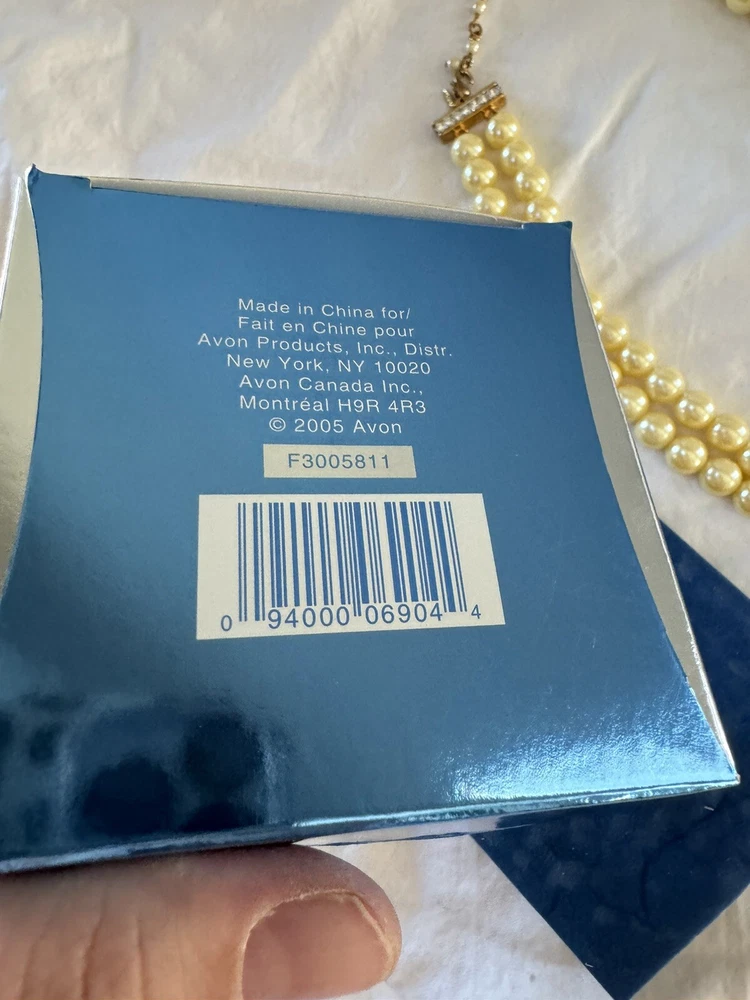 Made in China for/
Fait en Chine pour
Avon Products, Inc., Distr.
New York, NY 10020
Avon Canada Inc.,
Montréal H9R 4R3
© 2005 Avon
F3005811
0 94000 06904 4